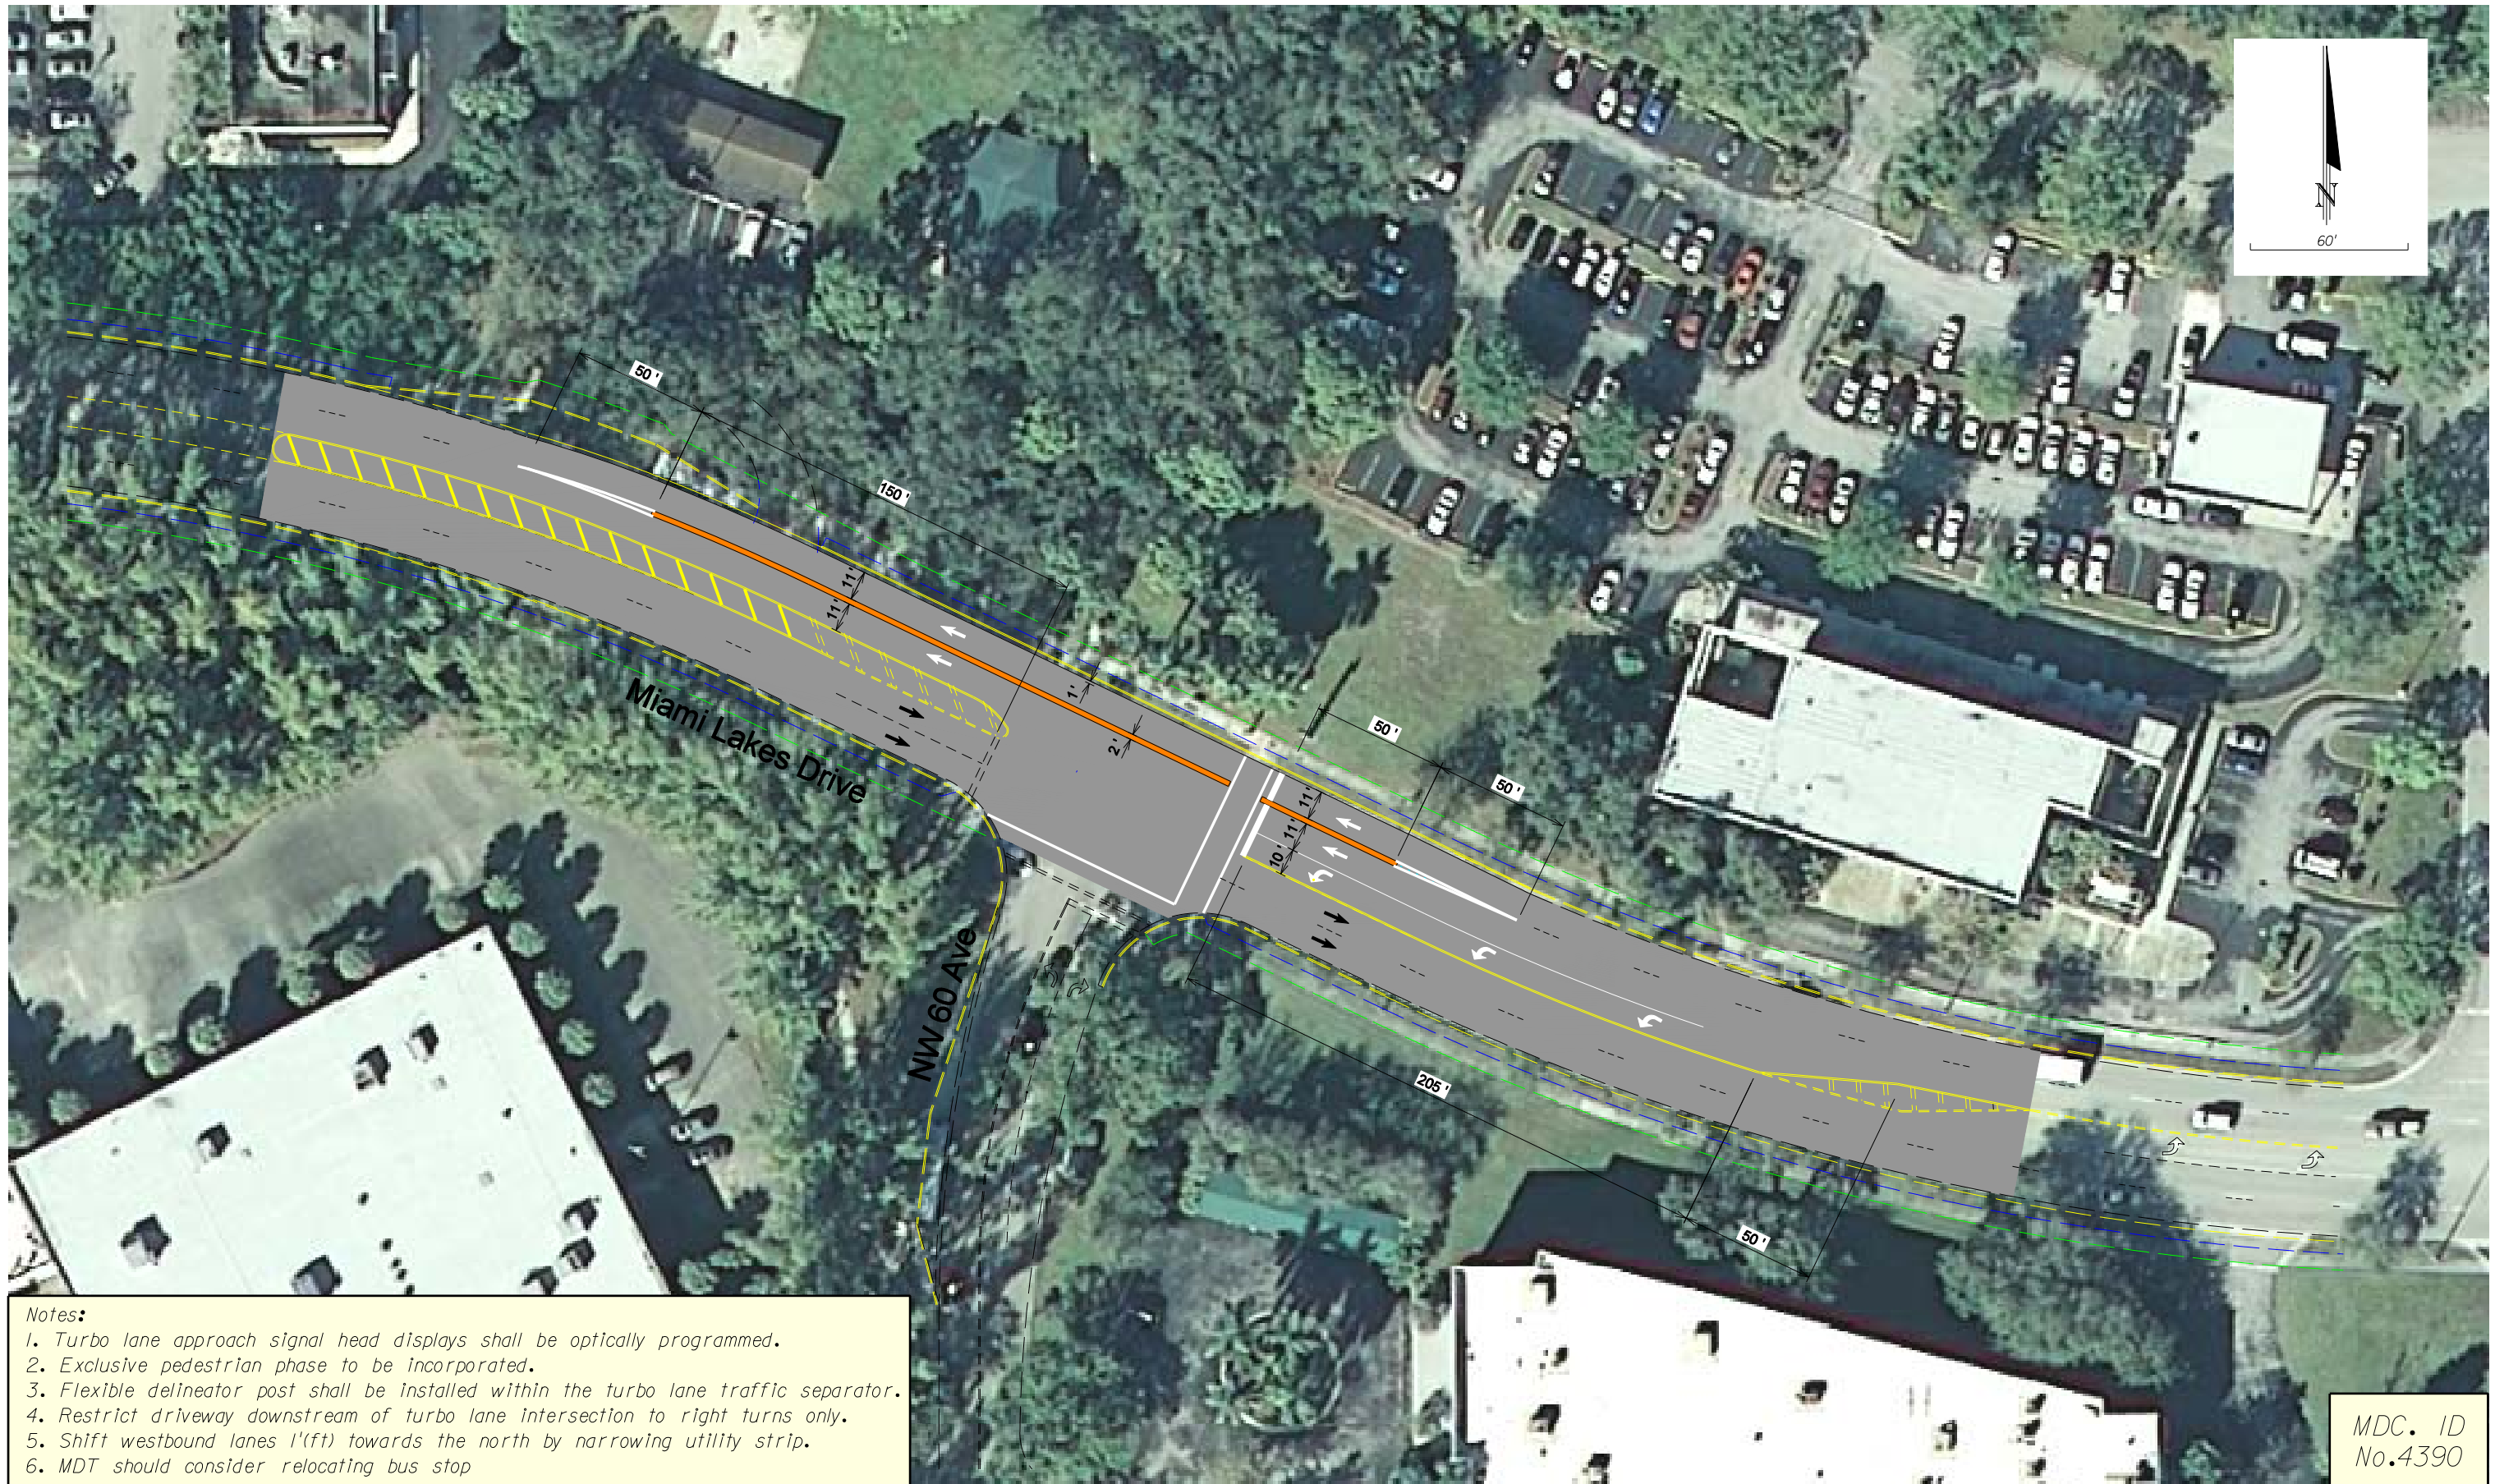 N
60'
50 '
150 '
11'
11'
1'
2'
50 '
50 '
11'
11'
10'
Miami Lakes Drive
NW 60 Ave
205 '
50 '
Notes:
1. Turbo lane approach signal head displays shall be optically programmed.
2. Exclusive pedestrian phase to be incorporated.
3. Flexible delineator post shall be installed within the turbo lane traffic separator.
4. Restrict driveway downstream of turbo lane intersection to right turns only.
5. Shift westbound lanes 1'(ft) towards the north by narrowing utility strip.
6. MDT should consider relocating bus stop
MDC. ID
No.4390